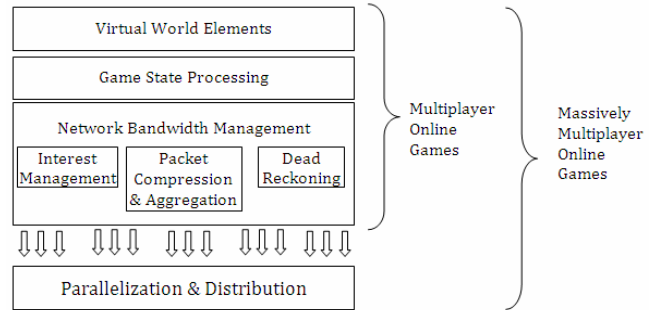 Virtual World Elements
Game State Processing
Network Bandwidth Management
Interest
Management
Packet
Compression
& Aggregation
Dead
Reckoning
Parallelization & Distribution
Multiplayer
Online
Games
Massively
Multiplayer
Online
Games